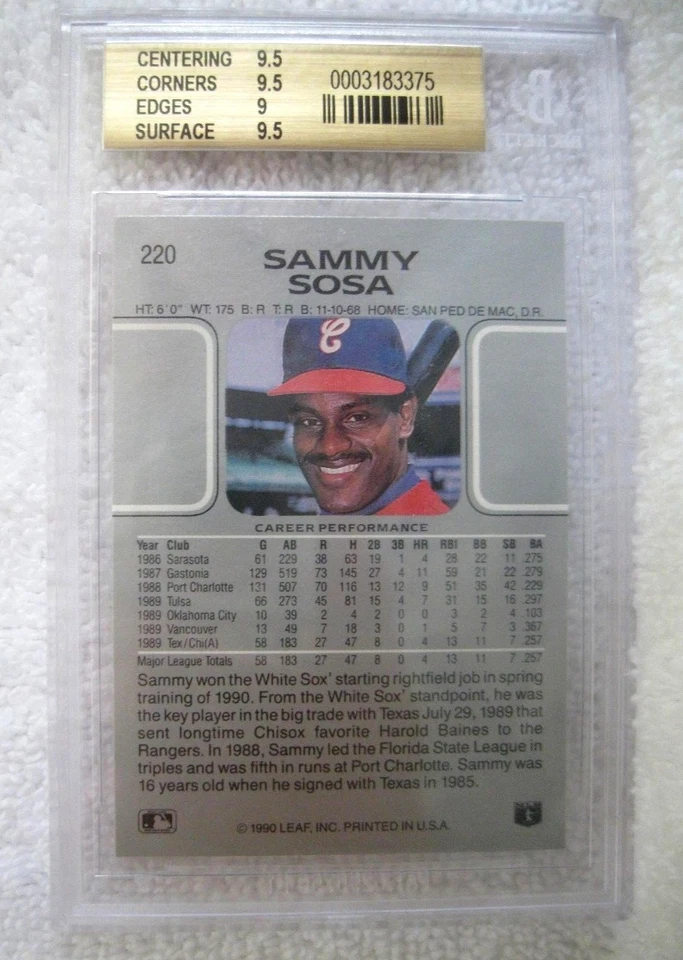 CENTERING 9.5
CORNERS 9.5
EDGES 9
SURFACE 9.5
0003183375
220
SAMMY
SOSA
HT: 6'0" WT: 175 B: R T: R B: 11-10-68 HOME: SAN PED DE MAC, D.R.
C
CAREER PERFORMANCE
Year Club G AB R H 2B 3B HR RBI BB SB BA
1986 Sarasota 61 229 38 63 19 1 4 28 22 11 .275
1987 Gastonia 129 519 73 145 27 4 11 59 21 22 .279
1988 Port Charlotte 131 507 70 116 13 12 9 51 35 42 .229
1989 Tulsa 66 273 45 81 15 4 7 31 15 16 .297
1989 Oklahoma City 10 39 2 4 2 0 0 3 2 4 .103
1989 Vancouver 13 49 7 18 3 0 1 5 7 3 .367
1989 Tex/Chi(A) 58 183 27 47 8 0 4 13 11 7 .257
Major League Totals 58 183 27 47 8 0 4 13 11 7 .257
Sammy won the White Sox' starting rightfield job in spring
training of 1990. From the White Sox' standpoint, he was
the key player in the big trade with Texas July 29, 1989 that
sent longtime Chisox favorite Harold Baines to the
Rangers. In 1988, Sammy led the Florida State League in
triples and was fifth in runs at Port Charlotte. Sammy was
16 years old when he signed with Texas in 1985.
© 1990 LEAF, INC. PRINTED IN U.S.A.